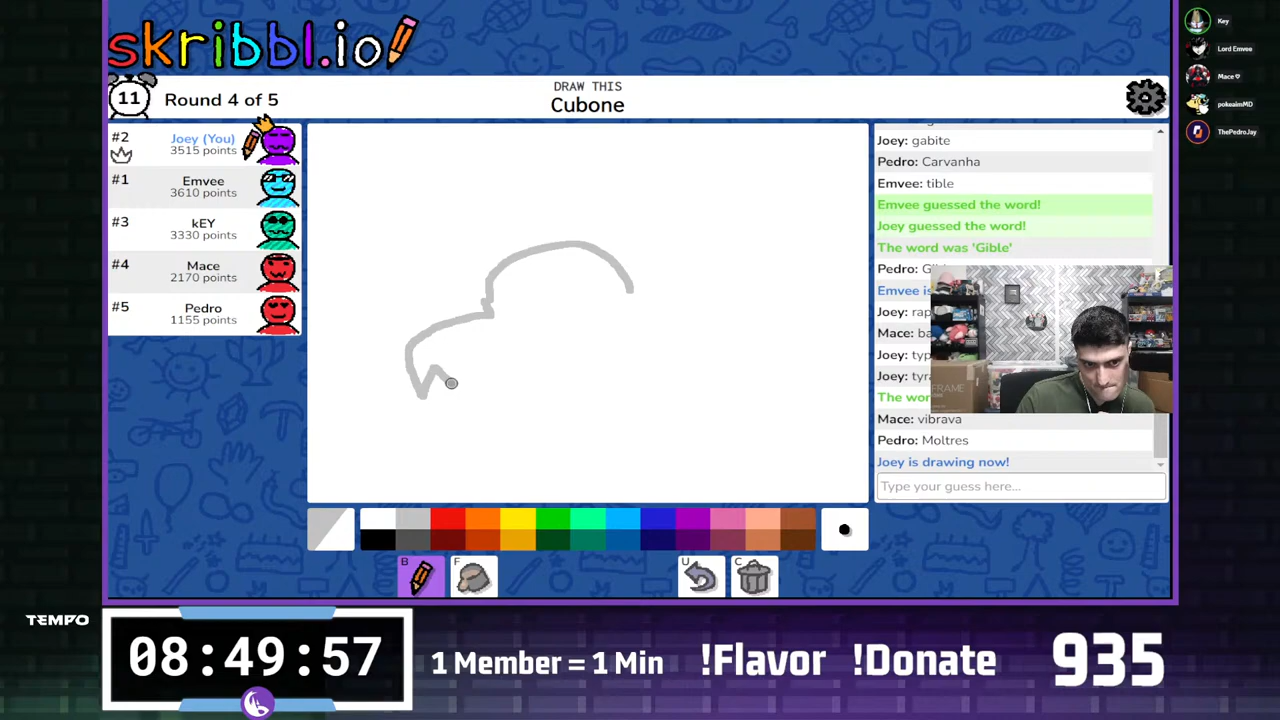 skribbl.io
11
Round 4 of 5
DRAW THIS
Cubone
#2
Joey (You)
3515 points
#1
Emvee
3610 points
#3
kEY
3330 points
#4
Mace
2170 points
#5
Pedro
1155 points
Joey: gabite
Pedro: Carvanha
Emvee: tible
Emvee guessed the word!
Joey guessed the word!
The word was 'Gible'
Pedro:
Emvee is
Joey:
Mace:
Joey:
Joey:
The
Mace: vibrava
Pedro: Moltres
Joey is drawing now!
Type your guess here...
B
F
U
C
Key
Lord Emvee
Mace
pokeaimMD
ThePedroJay
TEMPO
08:49:57
1 Member = 1 Min
!Flavor
!Donate
935